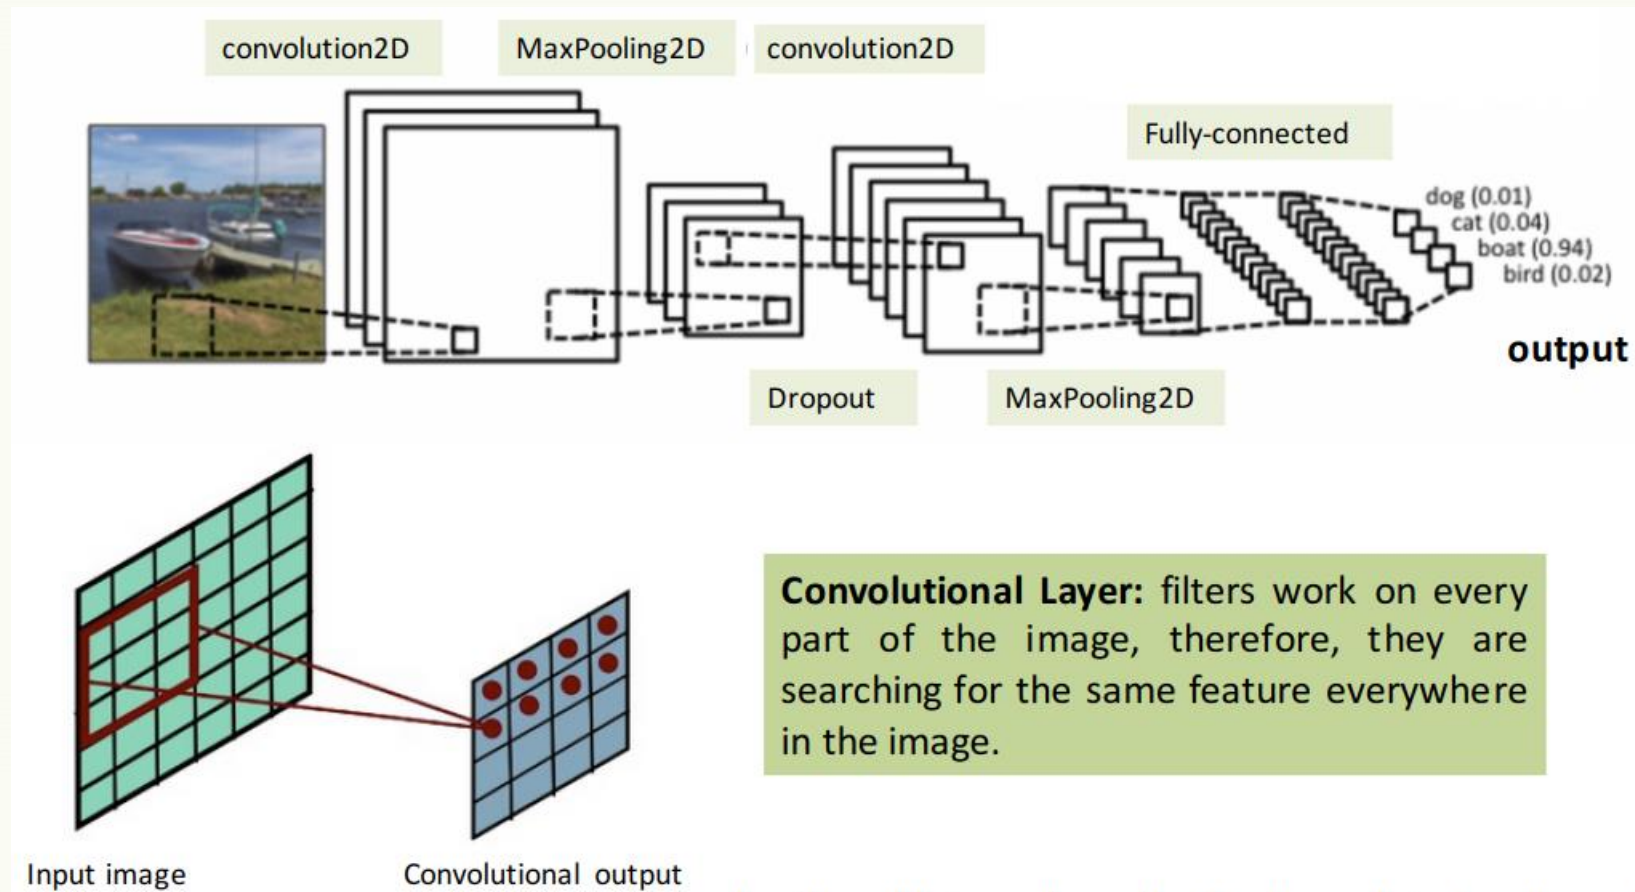 convolution2D
MaxPooling2D
convolution2D
Fully-connected
dog (0.01)
cat (0.04)
boat (0.94)
bird (0.02)
output
Dropout
MaxPooling2D
Convolutional Layer: filters work on every
part of the image, therefore, they are
searching for the same feature everywhere
in the image.
Input image
Convolutional output